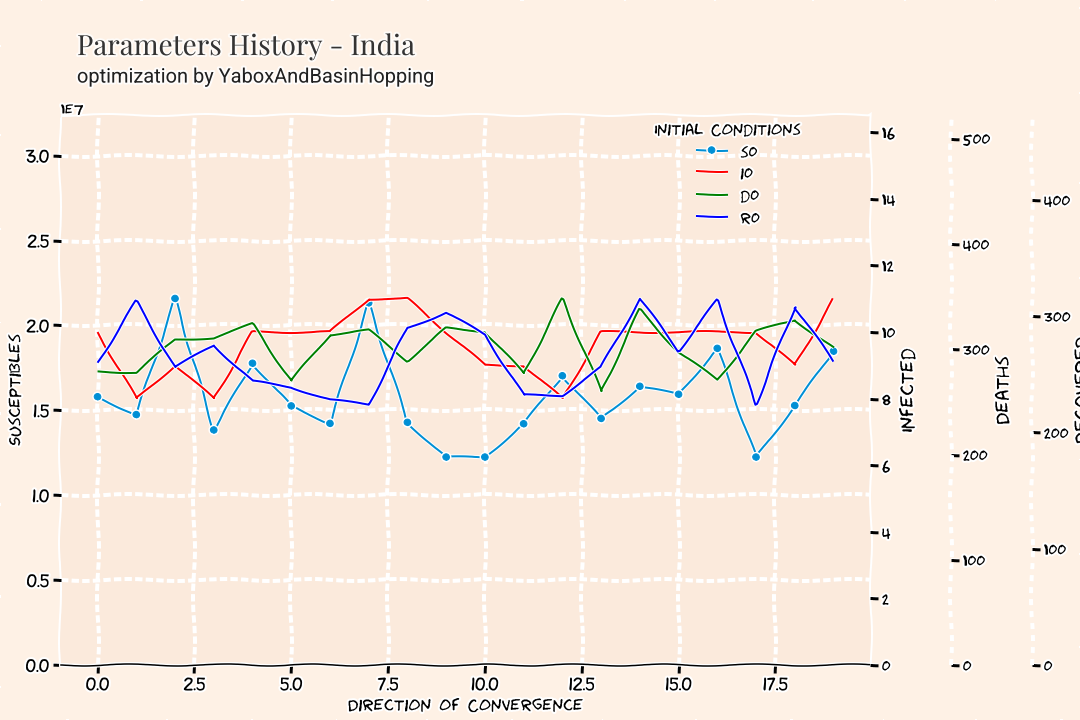 Parameters History - India
optimization by YaboxAndBasinHopping
1E7
INITIAL CONDITIONS
S0
I0
D0
R0
SUSCEPTIBLES
3.0
2.5
2.0
1.5
1.0
0.5
0.0
16
14
12
10
8
6
4
2
0
INFECTED
500
400
300
200
100
0
DEATHS
400
300
200
100
0
0.0 2.5 5.0 7.5 10.0 12.5 15.0 17.5
DIRECTION OF CONVERGENCE